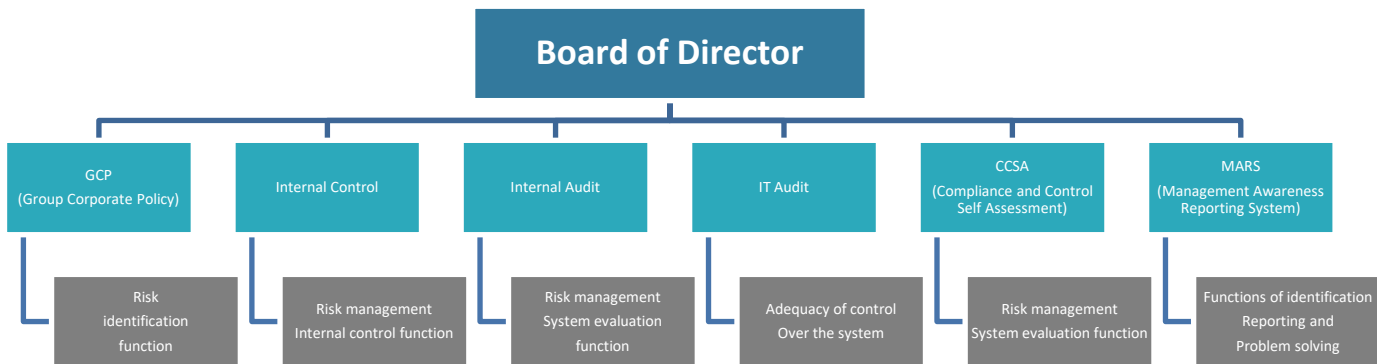 Board of Director
GCP
(Group Corporate Policy)
Internal Control
Internal Audit
IT Audit
CCSA
(Compliance and Control
Self Assessment)
MARS
(Management Awareness
Reporting System)
Risk
identification
function
Risk management
Internal control function
Risk management
System evaluation
function
Adequacy of control
Over the system
Risk management
System evaluation function
Functions of identification
Reporting and
Problem solving